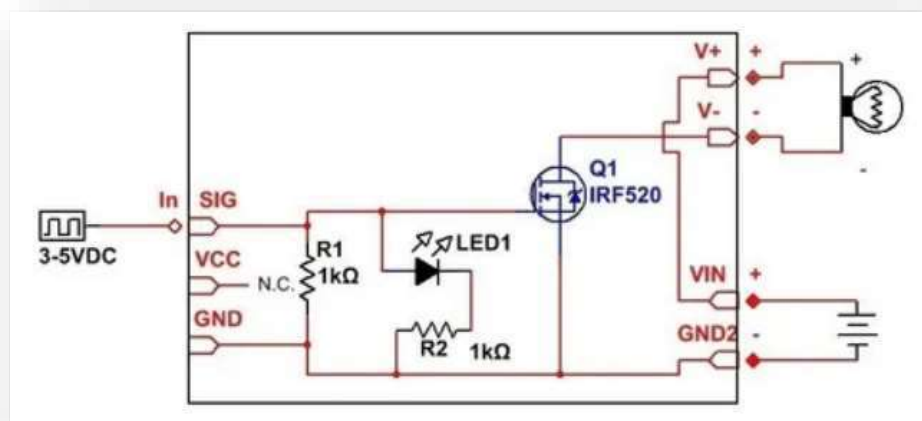 V+ +
V- -
+
-
Q1
IRF520
In SIG
3-5VDC
VCC
N.C.
GND
R1
1kΩ
LED1
R2 1kΩ
VIN +
GND2 -